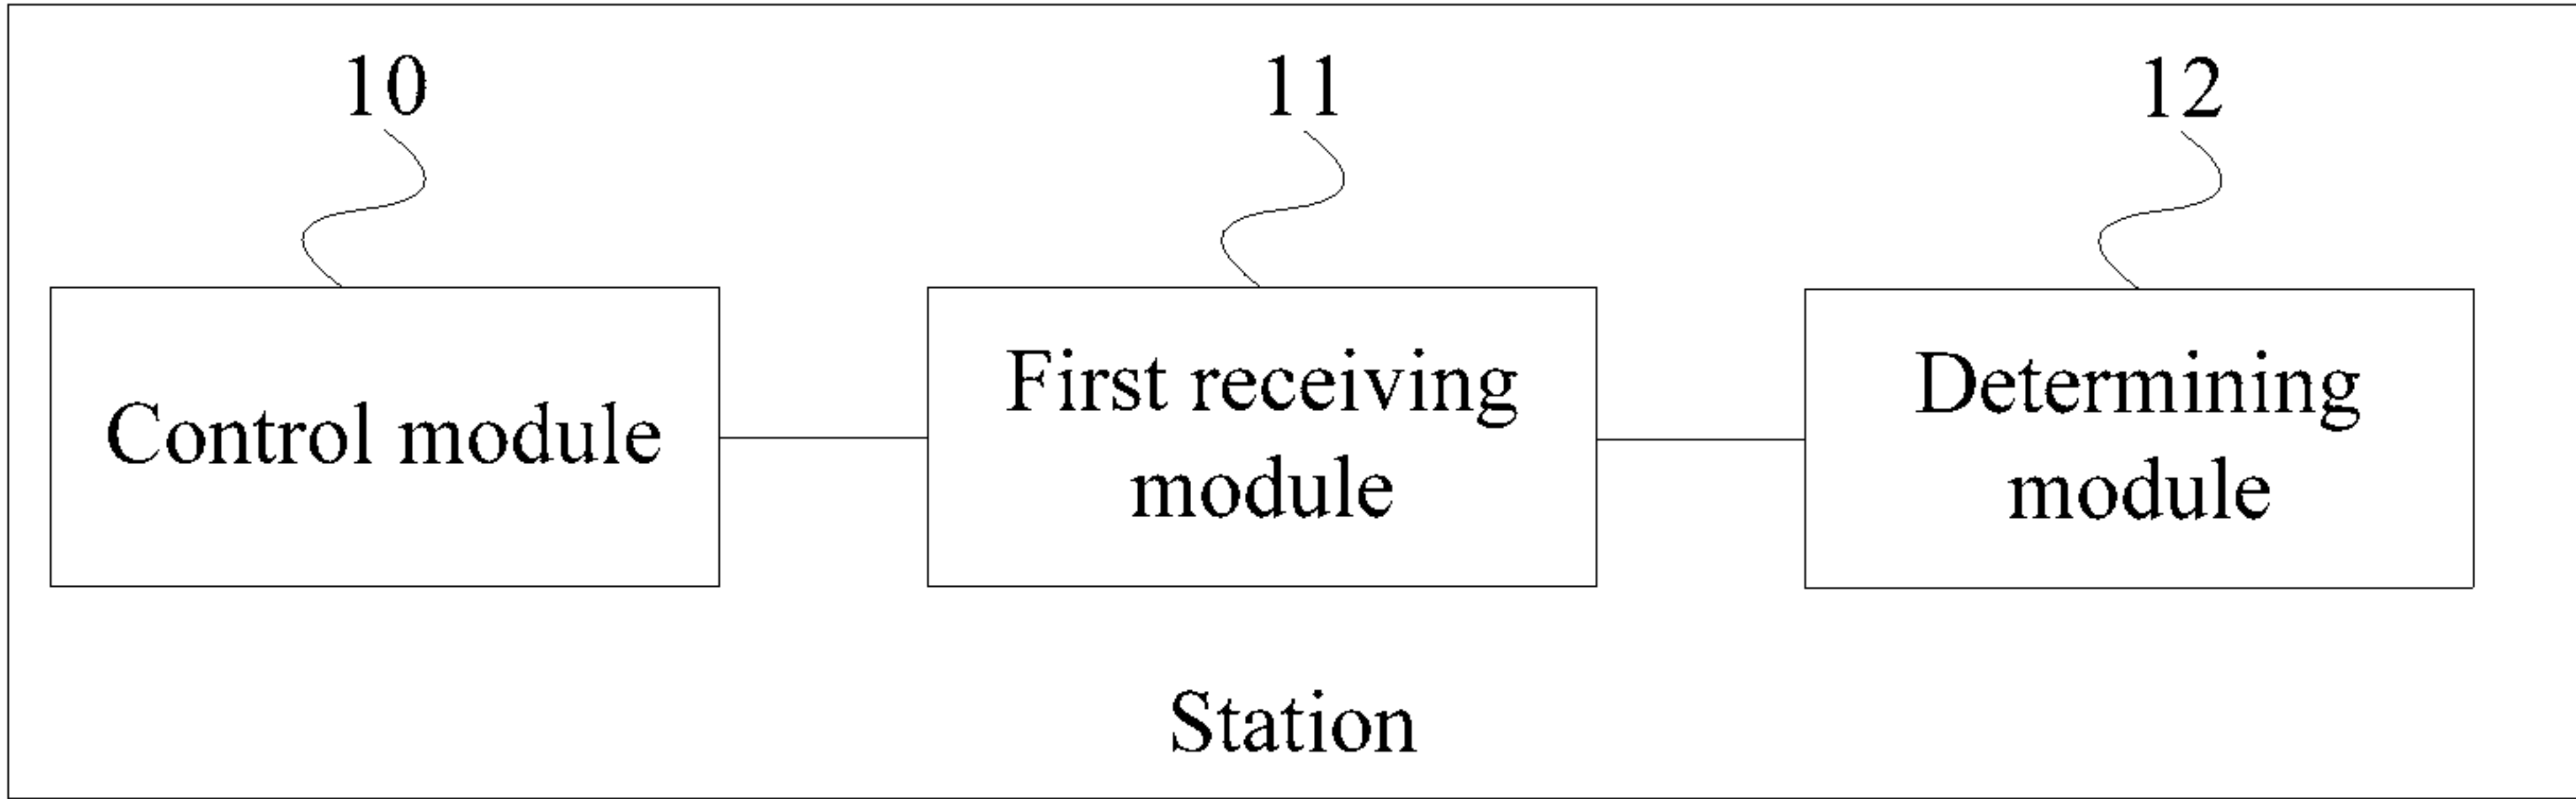 10
11
12
Control module
First receiving
module
Determining
module
Station